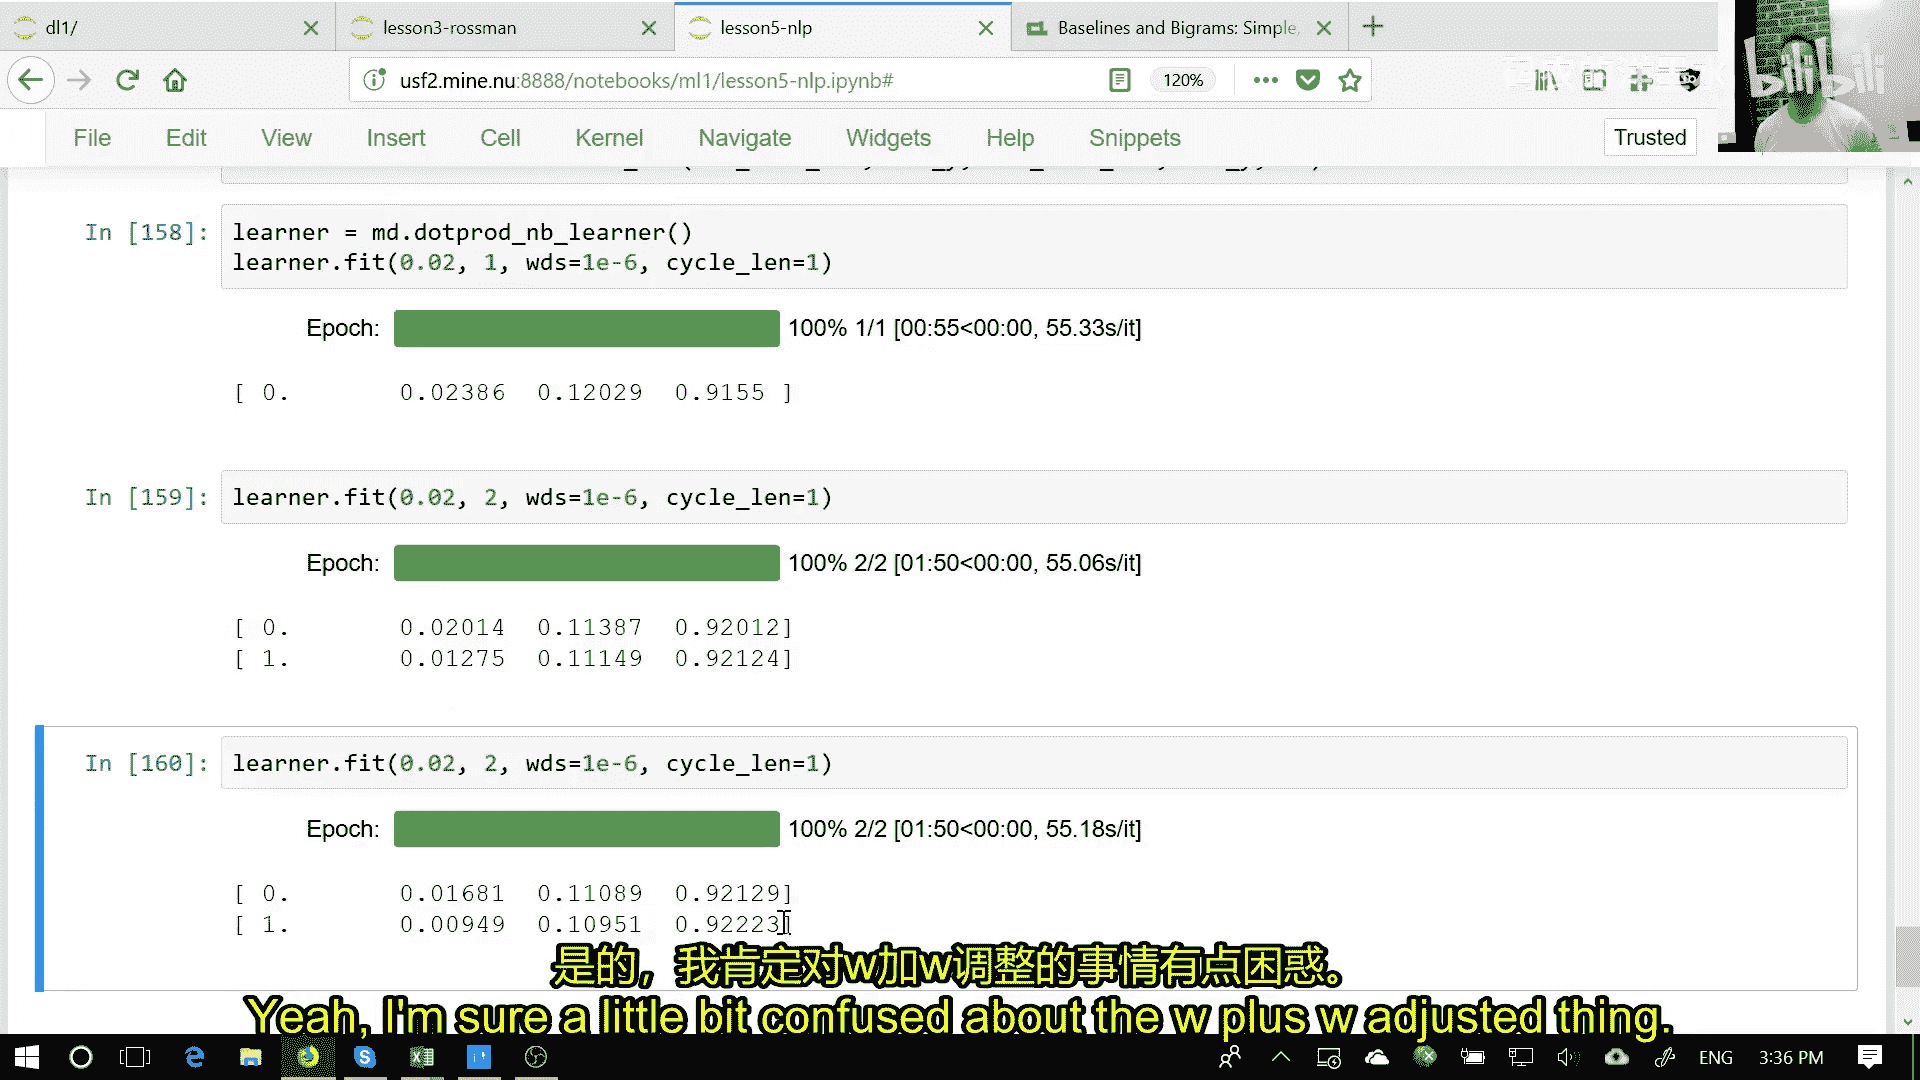 dl1/
lesson3-rossman
lesson5-nlp
Baselines and Bigrams: Simple,
usf2.mine.nu:8888/notebooks/ml1/lesson5-nlp.ipynb#
120%
bilibili
File Edit View Insert Cell Kernel Navigate Widgets Help Snippets
Trusted
In [158]:
learner = md.dotprod_nb_learner()
learner.fit(0.02, 1, wds=1e-6, cycle_len=1)
Epoch: 100% 1/1 [00:55<00:00, 55.33s/it]
[ 0. 0.02386 0.12029 0.9155 ]
In [159]:
learner.fit(0.02, 2, wds=1e-6, cycle_len=1)
Epoch: 100% 2/2 [01:50<00:00, 55.06s/it]
[ 0. 0.02014 0.11387 0.92012]
[ 1. 0.01275 0.11149 0.92124]
In [160]:
learner.fit(0.02, 2, wds=1e-6, cycle_len=1)
Epoch: 100% 2/2 [01:50<00:00, 55.18s/it]
[ 0. 0.01681 0.11089 0.92129]
[ 1. 0.00949 0.10951 0.92223]
是的，我肯定对w加w调整的事情有点困惑。
Yeah, I'm sure a little bit confused about the w plus w adjusted thing.
ENG
3:36 PM